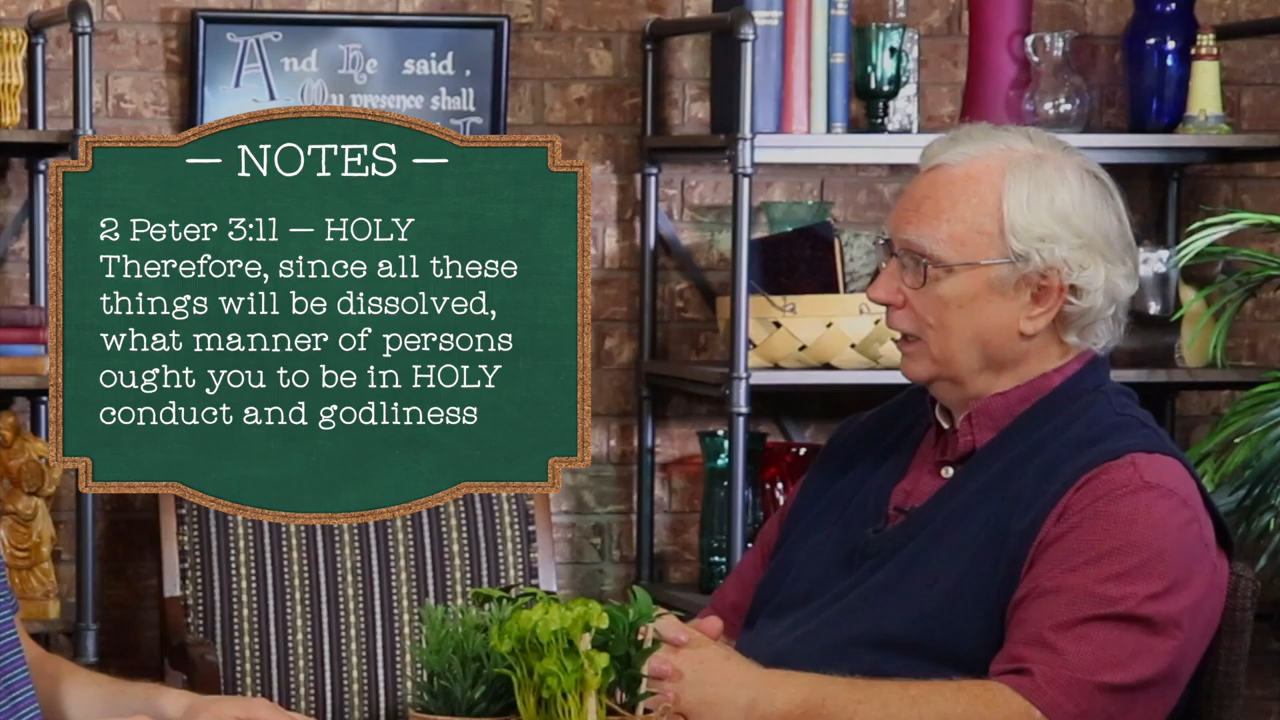 And He said,
My presence shall
— NOTES —
2 Peter 3:11 — HOLY
Therefore, since all these
things will be dissolved,
what manner of persons
ought you to be in HOLY
conduct and godliness